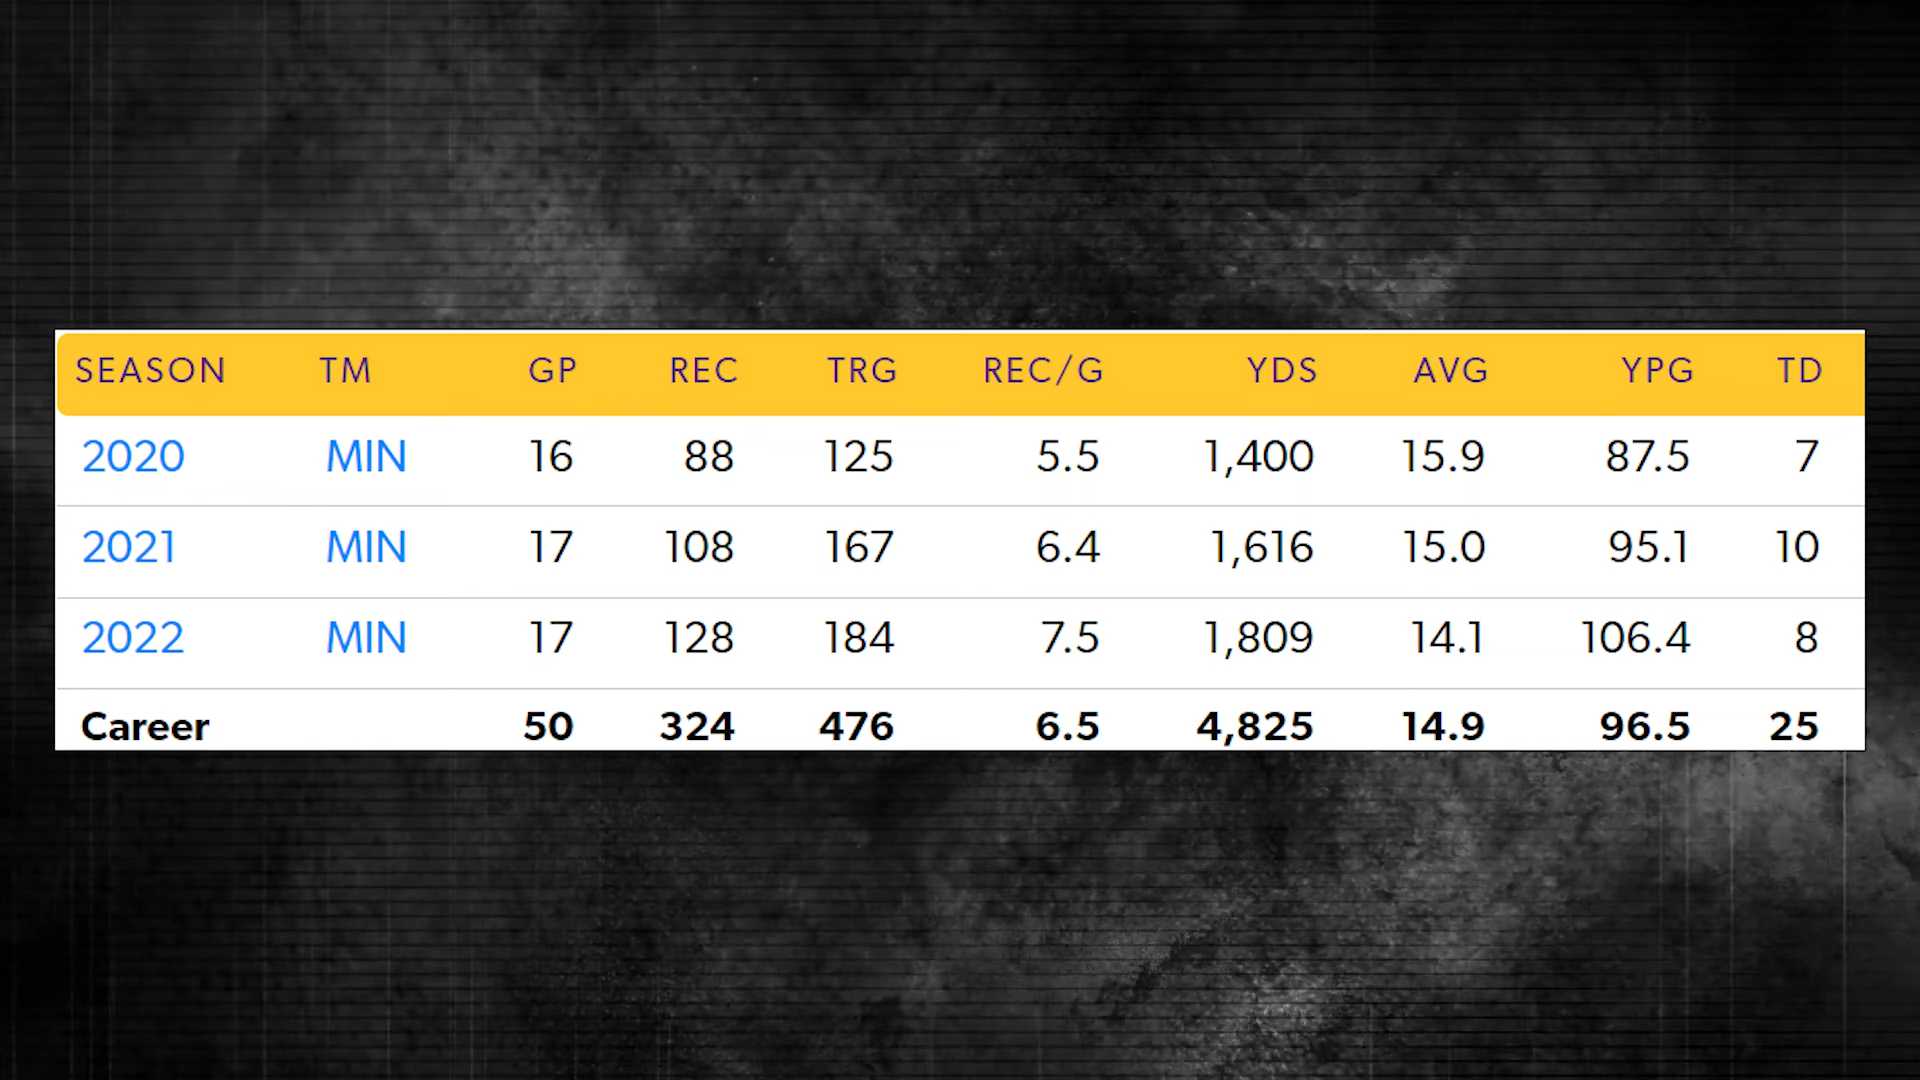 SEASON TM GP REC TRG REC/G YDS AVG YPG TD
2020 MIN 16 88 125 5.5 1,400 15.9 87.5 7
2021 MIN 17 108 167 6.4 1,616 15.0 95.1 10
2022 MIN 17 128 184 7.5 1,809 14.1 106.4 8
Career 50 324 476 6.5 4,825 14.9 96.5 25